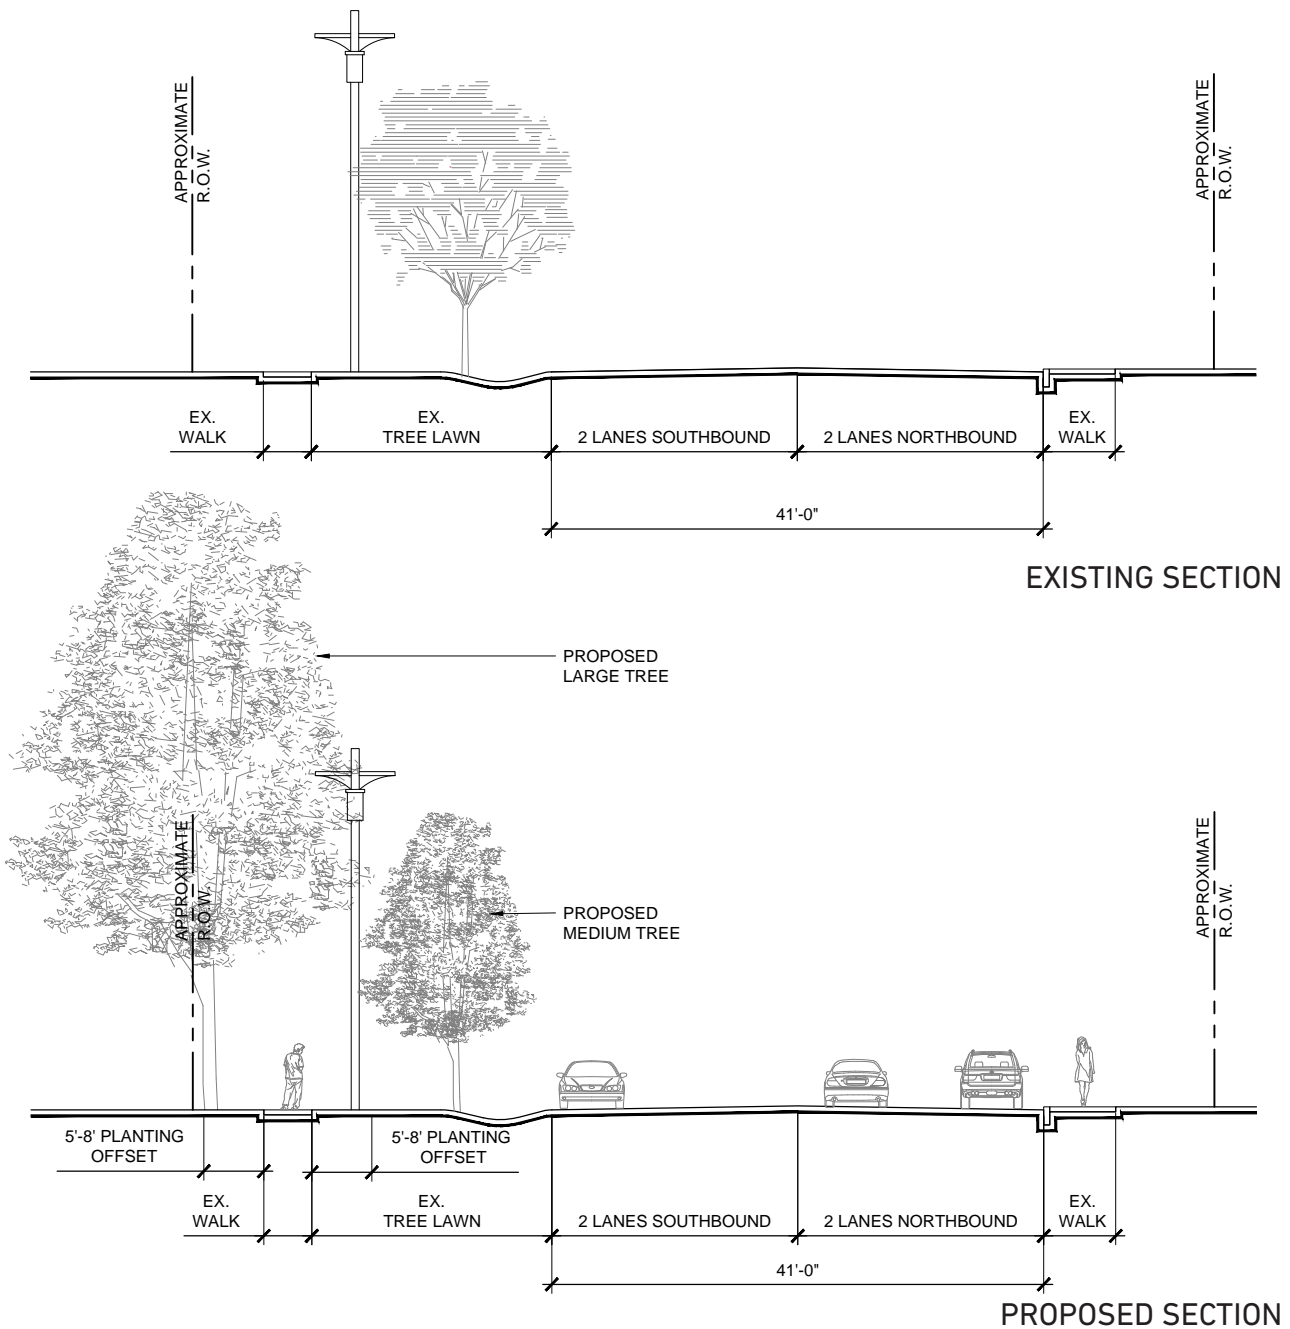 APPROXIMATE
R.O.W.
APPROXIMATE
R.O.W.
EX.
WALK
EX.
TREE LAWN
2 LANES SOUTHBOUND
2 LANES NORTHBOUND
EX.
WALK
41'-0"
EXISTING SECTION
PROPOSED
LARGE TREE
APPROXIMATE
R.O.W.
PROPOSED
MEDIUM TREE
APPROXIMATE
R.O.W.
5'-8' PLANTING
OFFSET
5'-8' PLANTING
OFFSET
EX.
WALK
EX.
TREE LAWN
2 LANES SOUTHBOUND
2 LANES NORTHBOUND
EX.
WALK
41'-0"
PROPOSED SECTION